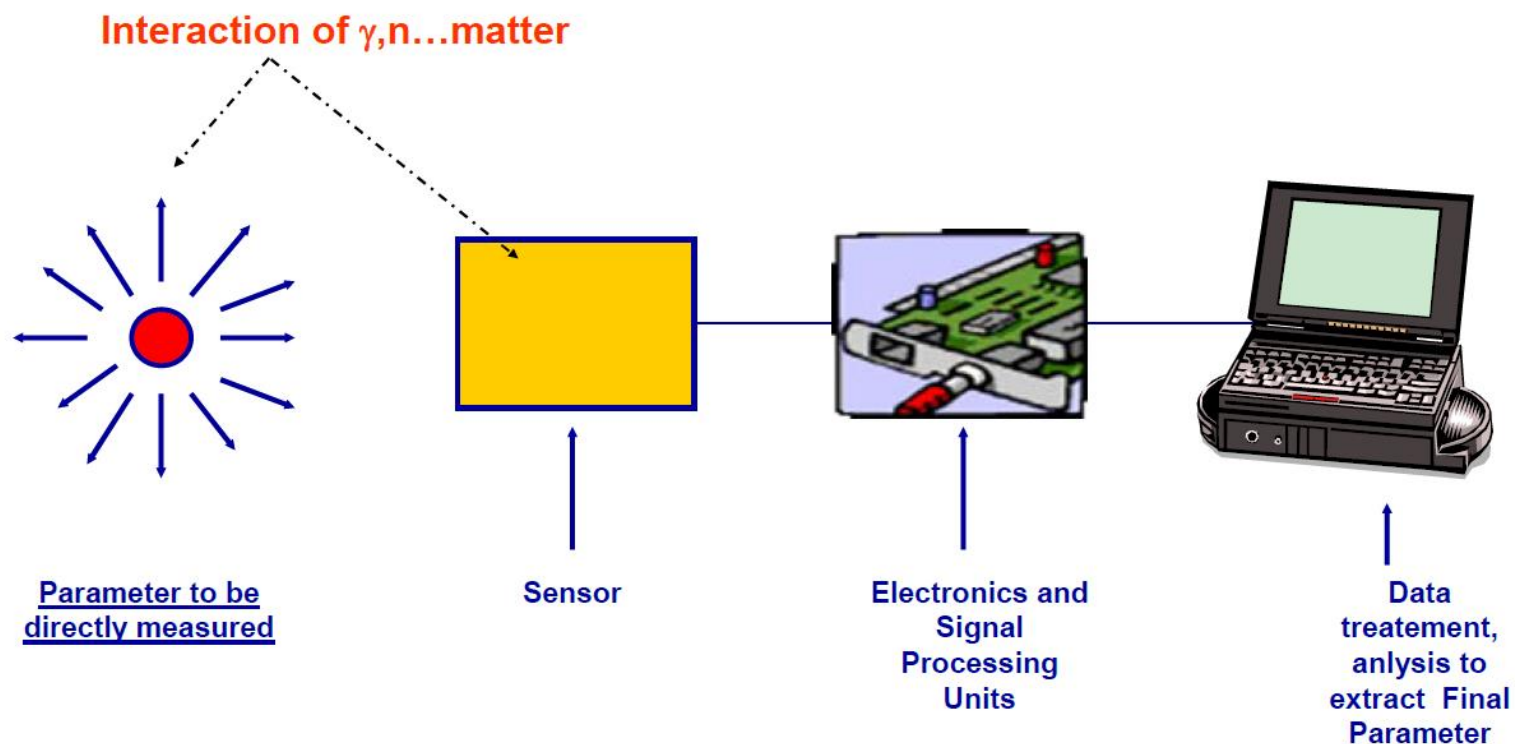 Interaction of γ,n...matter
Parameter to be
directly measured
Sensor
Electronics and
Signal
Processing
Units
Data
treatement,
anlysis to
extract Final
Parameter